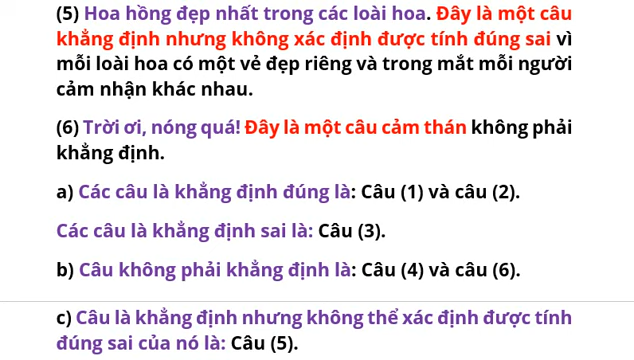 (5) Hoa hồng đẹp nhất trong các loài hoa. Đây là một câu
khẳng định nhưng không xác định được tính đúng sai vì
mỗi loài hoa có một vẻ đẹp riêng và trong mắt mỗi người
cảm nhận khác nhau.
(6) Trời ơi, nóng quá! Đây là một câu cảm thán không phải
khẳng định.
a) Các câu là khẳng định đúng là: Câu (1) và câu (2).
Các câu là khẳng định sai là: Câu (3).
b) Câu không phải khẳng định là: Câu (4) và câu (6).
c) Câu là khẳng định nhưng không thể xác định được tính
đúng sai của nó là: Câu (5).